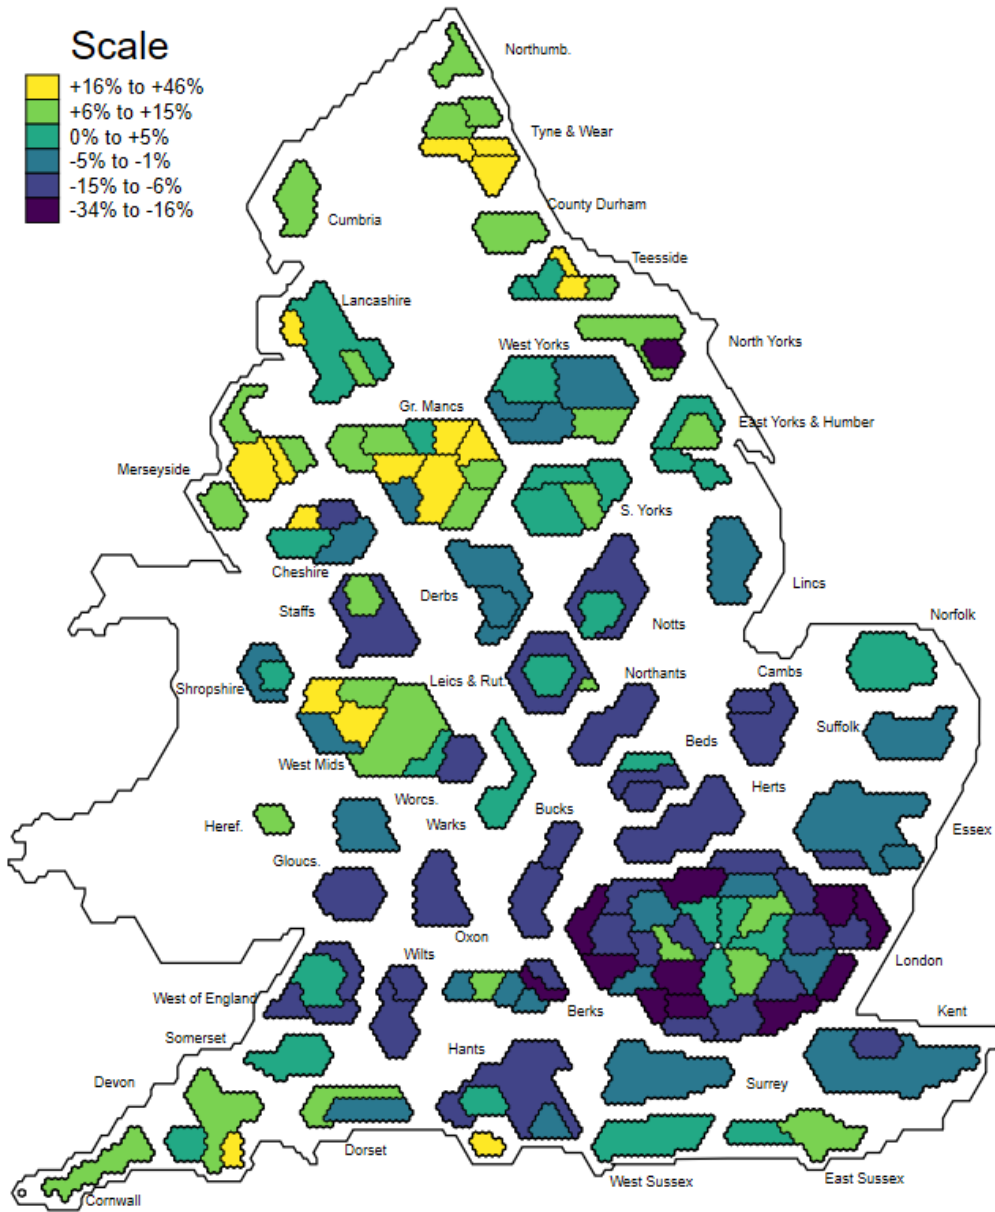 Scale
+16% to +46%
+6% to +15%
0% to +5%
-5% to -1%
-15% to -6%
-34% to -16%
Northumb.
Tyne & Wear
County Durham
Cumbria
Teesside
Lancashire
North Yorks
West Yorks
Gr. Mancs
East Yorks & Humber
Merseyside
S. Yorks
Cheshire
Lincs
Staffs
Derbs
Notts
Norfolk
Shropshire
Leics & Rut.
Northants
Cambs
Suffolk
Beds
West Mids
Herts
Worcs.
Bucks
Heref.
Warks
Essex
Gloucs.
Oxon
Wilts
London
West of England
Berks
Kent
Somerset
Hants
Devon
Surrey
Dorset
West Sussex
East Sussex
Cornwall